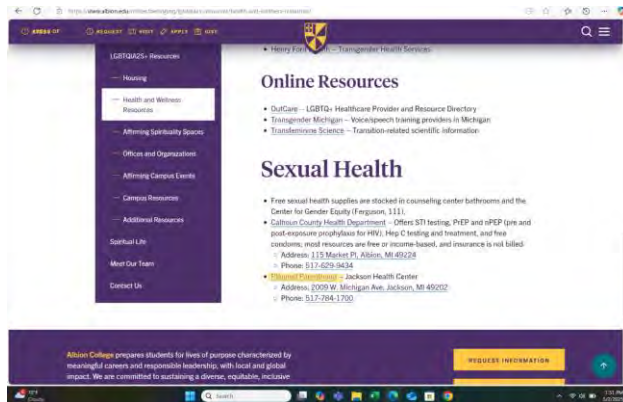 www.albion.edu
REQUEST
VISIT
APPLY
GIVE
LGBTQIA2S+ Resources
Housing
Health and Wellness
Resources
Affirming Spirituality Spaces
Offices and Organizations
Affirming Campus Events
Campus Resources
Additional Resources
Spiritual Life
Meet Our Team
Contact Us
Henry Ford – Transgender Health Services
Online Resources
OutCare – LGBTQ+ Healthcare Provider and Resource Directory
Transgender Michigan – Voice/speech training providers in Michigan
Transfeminine Science – Transition-related scientific information
Sexual Health
Free sexual health supplies are stocked in counseling center bathrooms and the
Center for Gender Equity (Ferguson, 111).
Calhoun County Health Department – Offers STI testing, PrEP and nPEP (pre and
post-exposure prophylaxis for HIV), Hep C testing and treatment, and free
condoms; most resources are free or income-based, and insurance is not billed
Address: 115 Market Pl, Albion, MI 49224
Phone: 517-629-9434
Planned Parenthood – Jackson Health Center
Address: 2009 W. Michigan Ave, Jackson, MI 49202
Phone: 517-784-1700
Albion College prepares students for lives of purpose characterized by
meaningful careers and responsible leadership, with local and global
impact. We are committed to sustaining a diverse, equitable, inclusive
REQUEST INFORMATION
Search